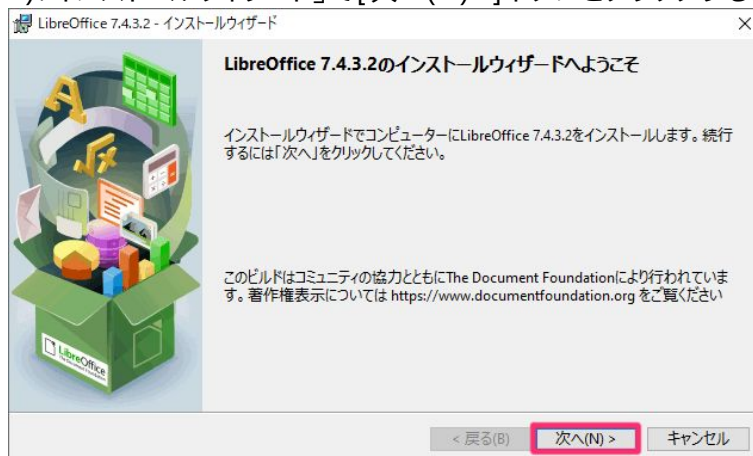 LibreOffice 7.4.3.2 - インストールウィザード
LibreOffice 7.4.3.2のインストールウィザードへようこそ
インストールウィザードでコンピューターにLibreOffice 7.4.3.2をインストールします。続行
するには「次へ」をクリックしてください。
このビルドはコミュニティの協力とともにThe Document Foundationにより行われていま
す。著作権表示については https://www.documentfoundation.org をご覧ください
LibreOffice
< 戻る(B)
次へ(N) >
キャンセル